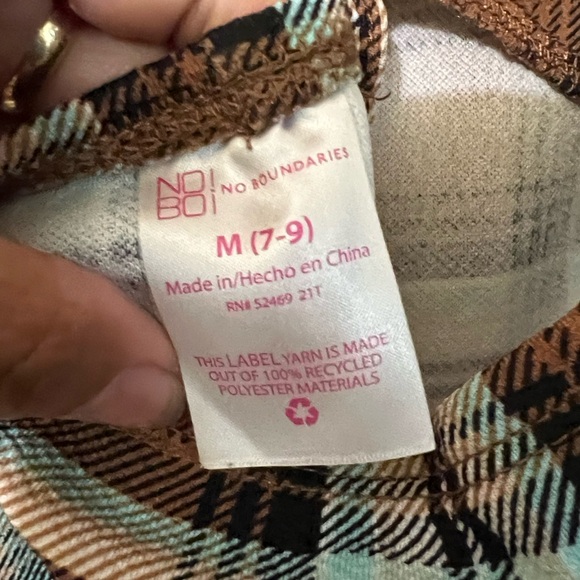 NO!
BO!
NO BOUNDARIES
M (7-9)
Made in/Hecho en China
RN# 52469 21T
THIS LABEL YARN IS MADE
OUT OF 100% RECYCLED
POLYESTER MATERIALS